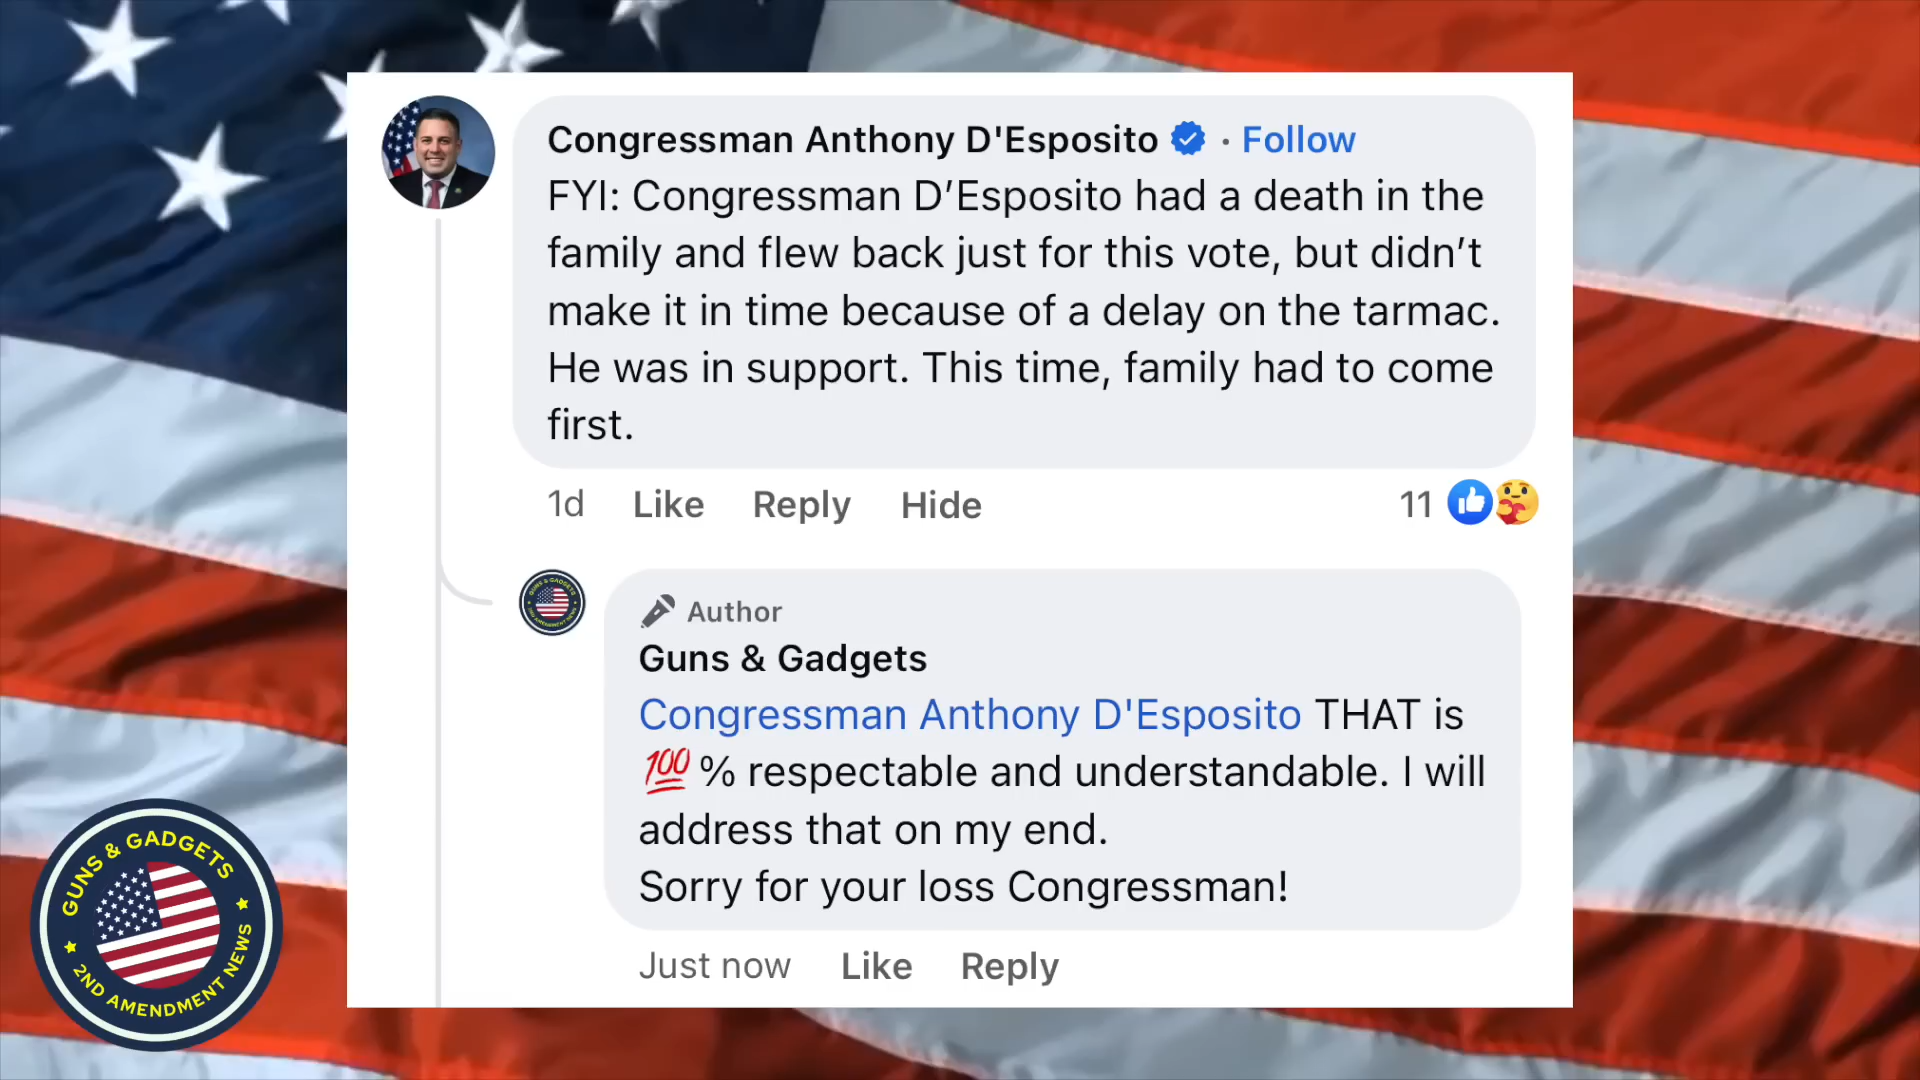 Congressman Anthony D'Esposito · Follow
FYI: Congressman D’Esposito had a death in the
family and flew back just for this vote, but didn’t
make it in time because of a delay on the tarmac.
He was in support. This time, family had to come
first.
1d Like Reply Hide 11
Author
Guns & Gadgets
Congressman Anthony D'Esposito THAT is
💯 % respectable and understandable. I will
address that on my end.
Sorry for your loss Congressman!
Just now Like Reply
GUNS & GADGETS
2ND AMENDMENT NEWS